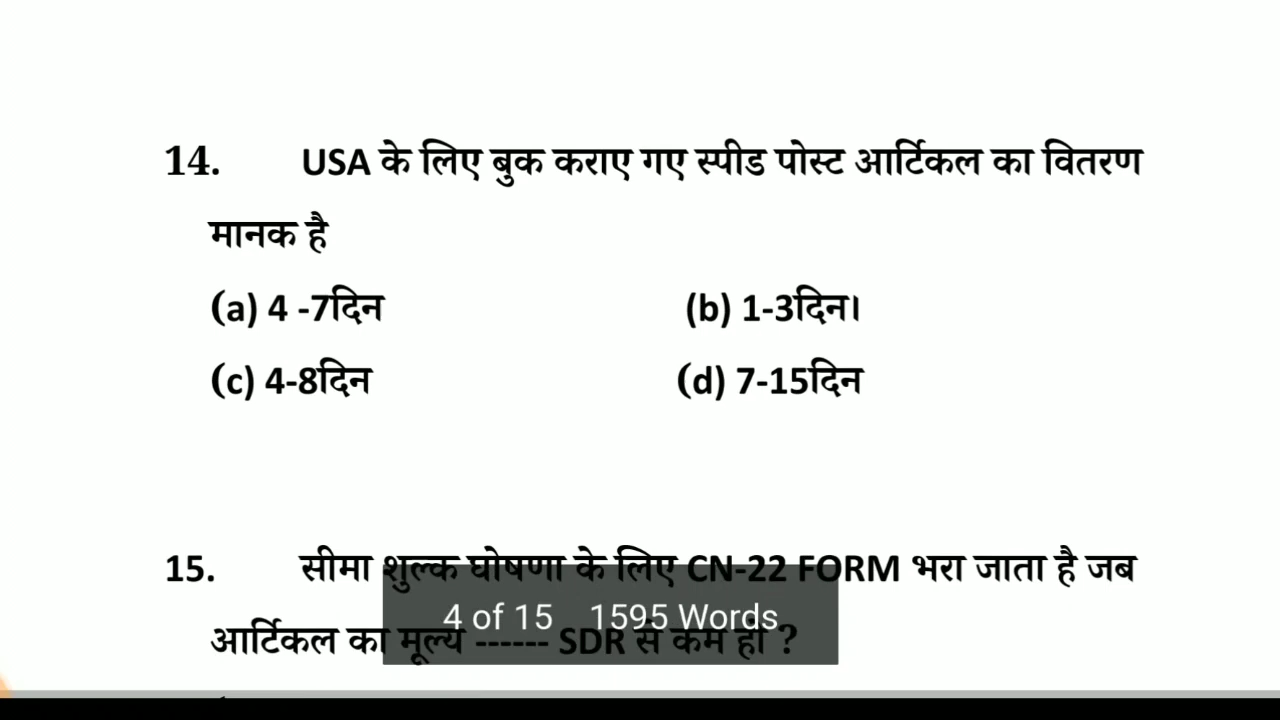 14. USA के लिए बुक कराए गए स्पीड पोस्ट आर्टिकल का वितरण
मानक है
(a) 4 -7दिन (b) 1-3दिन।
(c) 4-8दिन (d) 7-15दिन
15. सीमा शुल्क घोषणा के लिए CN-22 FORM भरा जाता है जब
4 of 15 1595 Words
आर्टिकल का मूल्य ------ SDR से कम हो ?